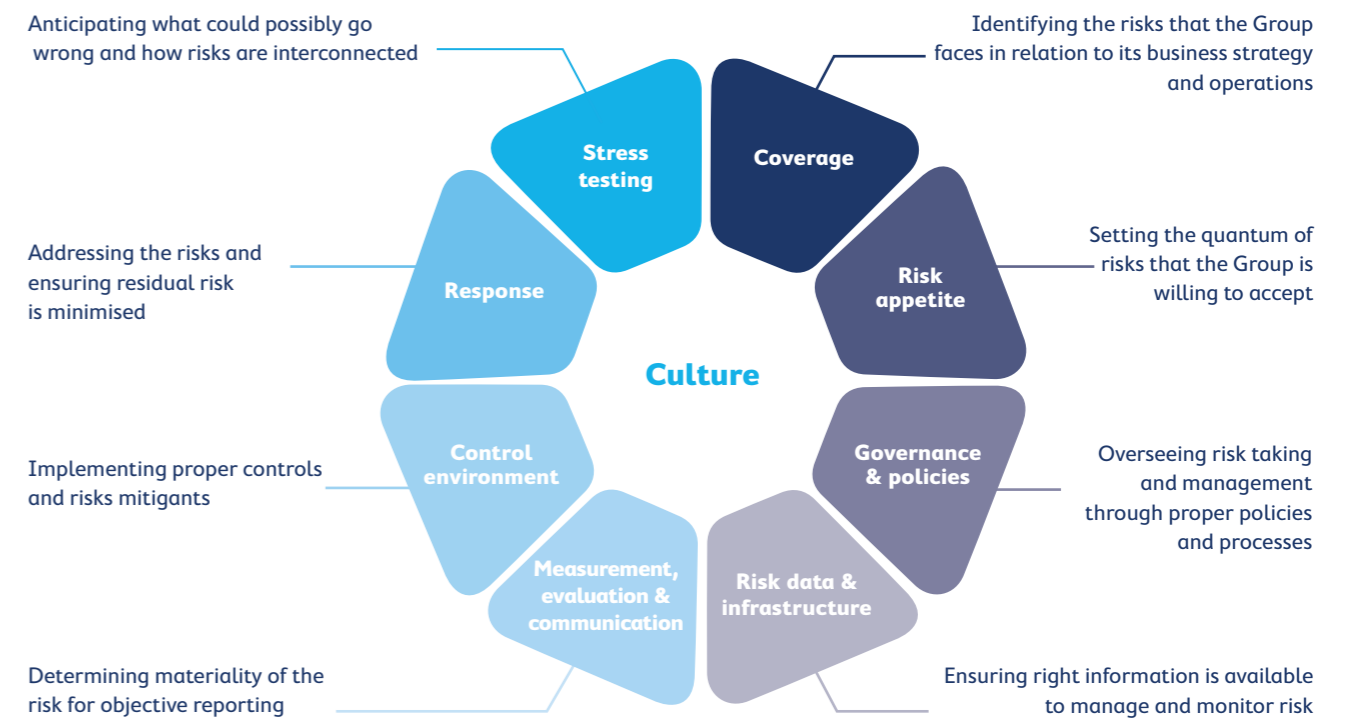 Anticipating what could possibly go
wrong and how risks are interconnected
Identifying the risks that the Group
faces in relation to its business strategy
and operations
Stress
testing
Coverage
Addressing the risks and
ensuring residual risk
is minimised
Response
Risk
appetite
Setting the quantum of
risks that the Group is
willing to accept
Culture
Implementing proper controls
and risks mitigants
Control
environment
Governance
& policies
Overseeing risk taking
and management
through proper policies
and processes
Measurement,
evaluation &
communication
Risk data &
infrastructure
Determining materiality of the
risk for objective reporting
Ensuring right information is available
to manage and monitor risk